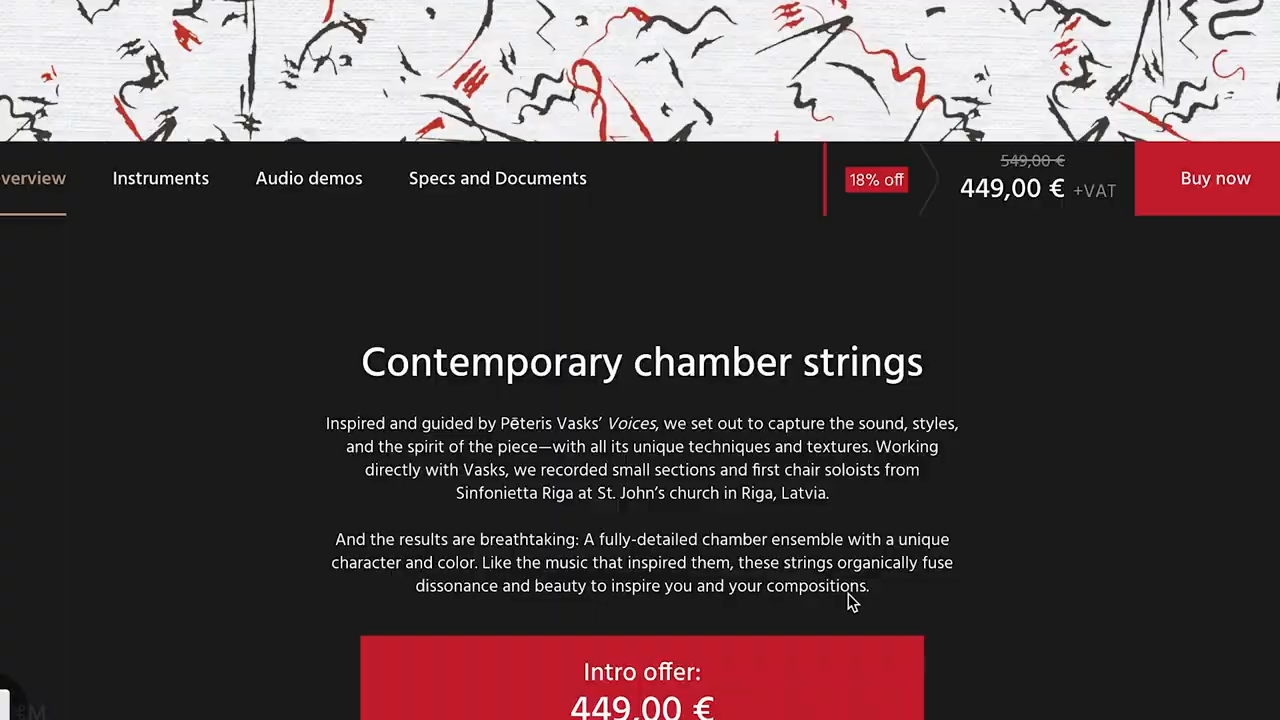 verview
Instruments
Audio demos
Specs and Documents
18% off
549,00 €
449,00 € +VAT
Buy now
Contemporary chamber strings
Inspired and guided by Pēteris Vasks’ Voices, we set out to capture the sound, styles,
and the spirit of the piece—with all its unique techniques and textures. Working
directly with Vasks, we recorded small sections and first chair soloists from
Sinfonietta Riga at St. John’s church in Riga, Latvia.
And the results are breathtaking: A fully-detailed chamber ensemble with a unique
character and color. Like the music that inspired them, these strings organically fuse
dissonance and beauty to inspire you and your compositions.
Intro offer:
449,00 €